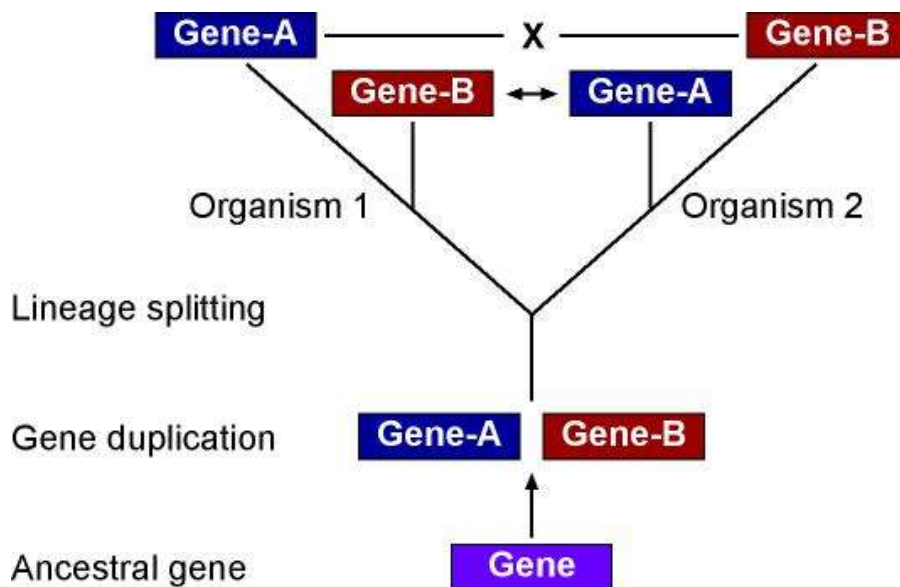 Gene-A X Gene-B
Gene-B Gene-A
Organism 1 Organism 2
Lineage splitting
Gene duplication Gene-A Gene-B
Ancestral gene Gene